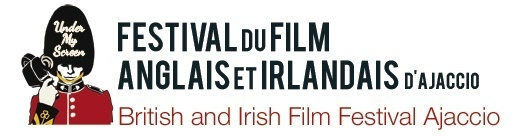 Under
My
Screen
FESTIVAL DU FILM
ANGLAIS ET IRLANDAIS D'AJACCIO
British and Irish Film Festival Ajaccio